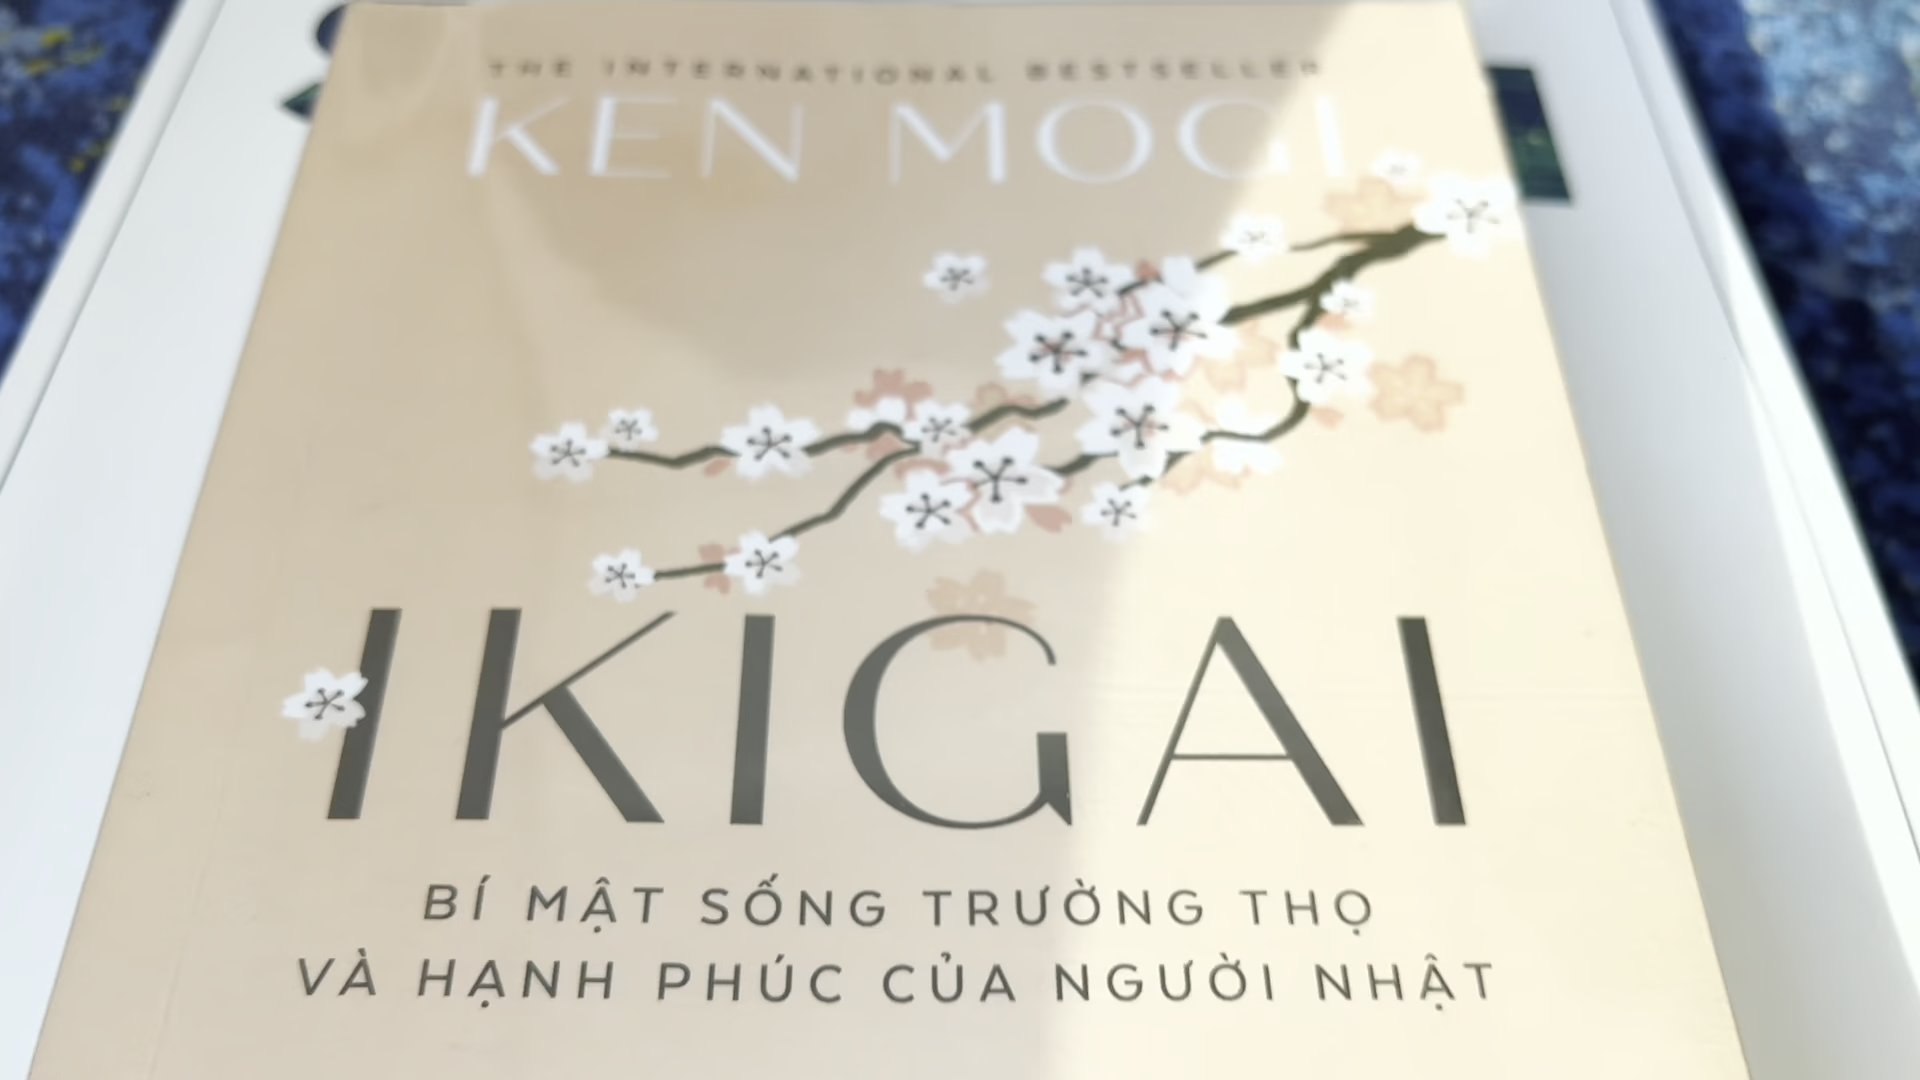 THE INTERNATIONAL BESTSELLER
KEN MOGI
IKIGAI
BÍ MẬT SỐNG TRƯỜNG THỌ
VÀ HẠNH PHÚC CỦA NGƯỜI NHẬT